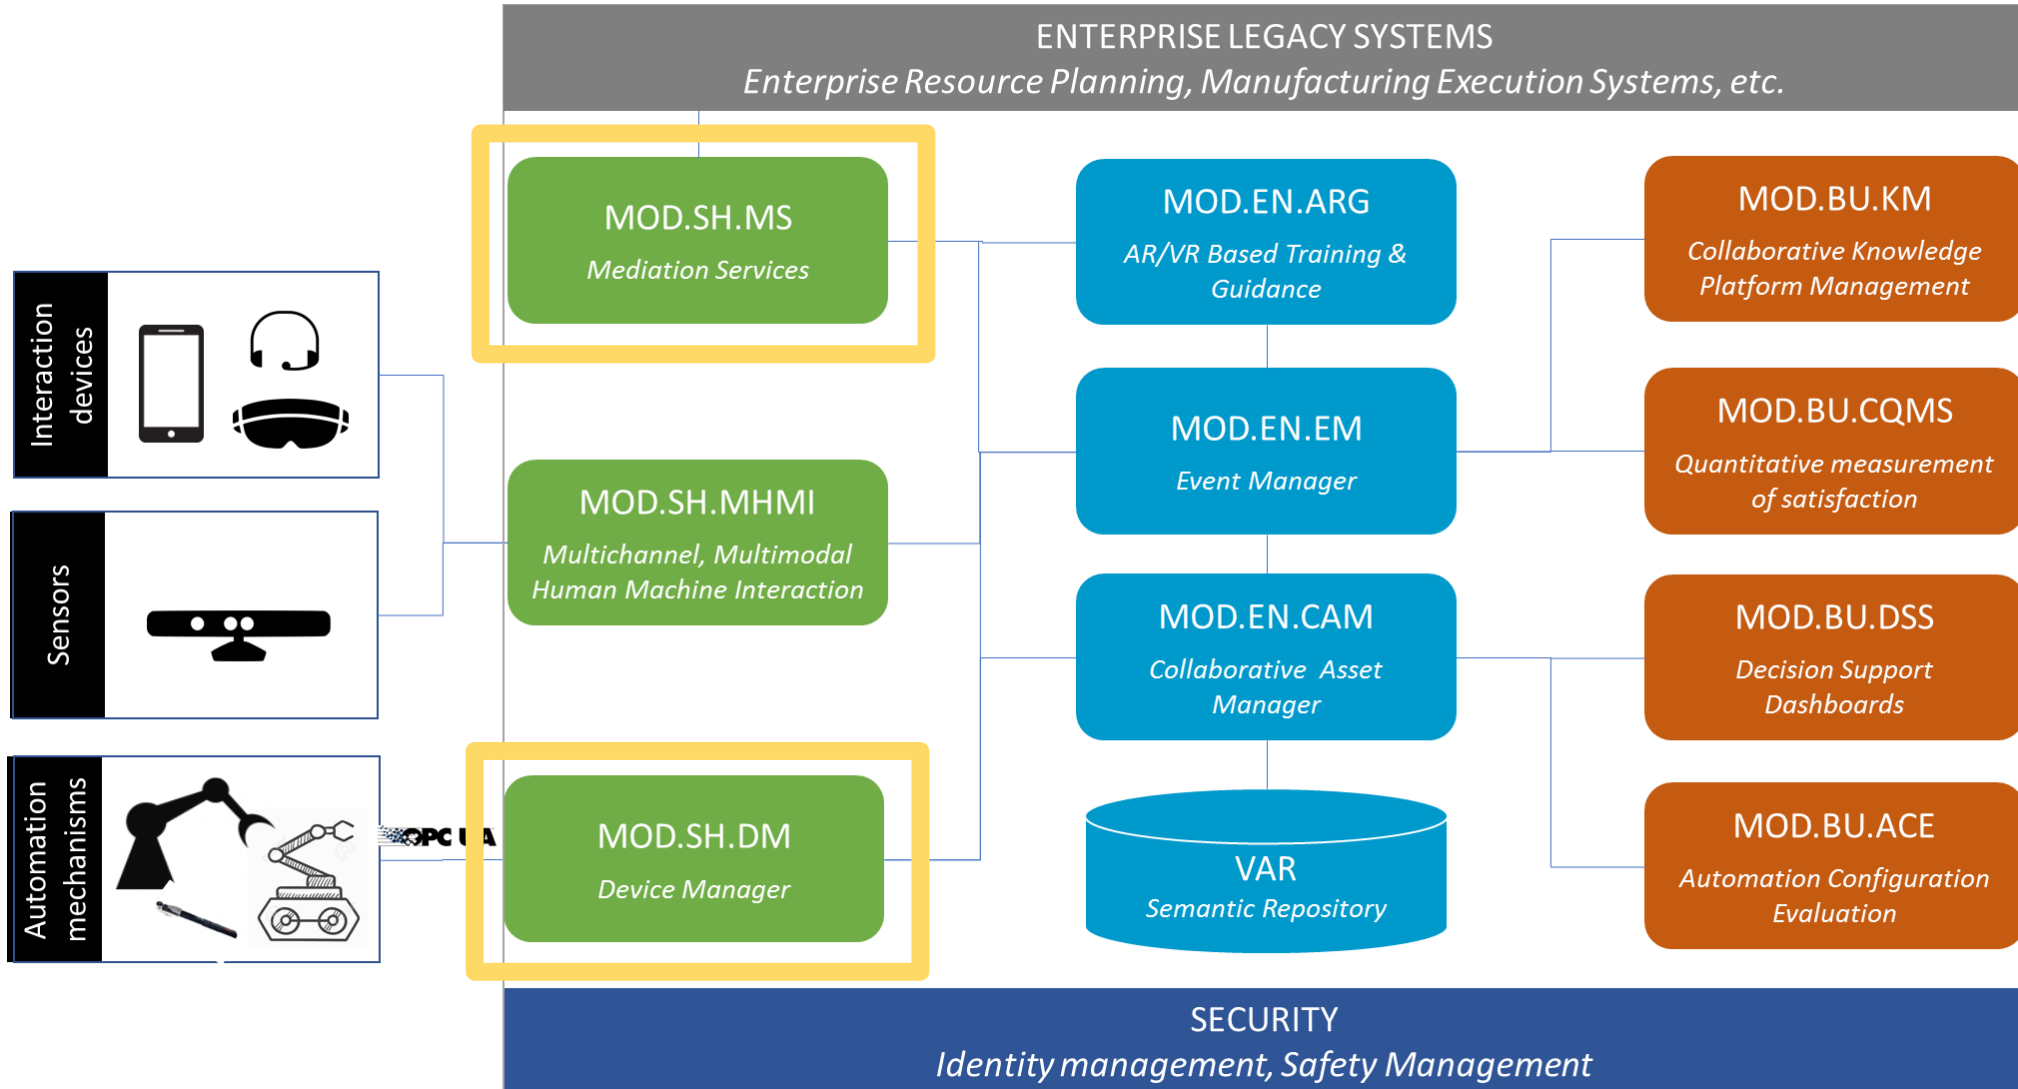 ENTERPRISE LEGACY SYSTEMS
Enterprise Resource Planning, Manufacturing Execution Systems, etc.
Interaction
devices
Sensors
Automation
mechanisms
OPC UA
MOD.SH.MS
Mediation Services
MOD.SH.MHMI
Multichannel, Multimodal
Human Machine Interaction
MOD.SH.DM
Device Manager
MOD.EN.ARG
AR/VR Based Training &
Guidance
MOD.EN.EM
Event Manager
MOD.EN.CAM
Collaborative Asset
Manager
VAR
Semantic Repository
MOD.BU.KM
Collaborative Knowledge
Platform Management
MOD.BU.CQMS
Quantitative measurement
of satisfaction
MOD.BU.DSS
Decision Support
Dashboards
MOD.BU.ACE
Automation Configuration
Evaluation
SECURITY
Identity management, Safety Management